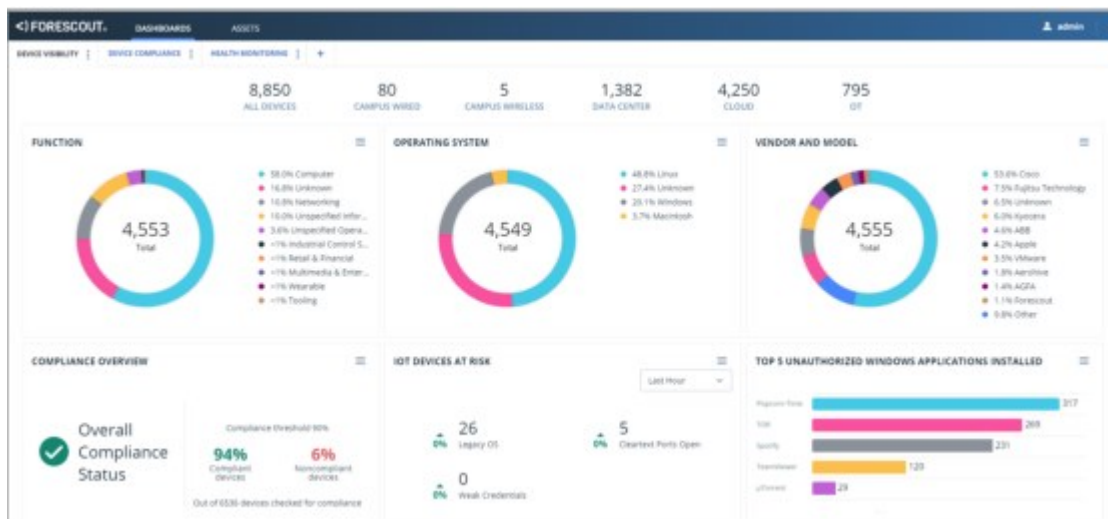 <) FORESCOUT. DASHBOARDS ASSETS admin
DEVICE VISIBILITY DEVICE COMPLIANCE HEALTH MONITORING +
8,850 80 5 1,382 4,250 795
ALL DEVICES CAMPUS WIRED CAMPUS WIRELESS DATA CENTER CLOUD OT
FUNCTION
4,553
Total
58.0% Computer
16.8% Unknown
10.8% Networking
10.0% Unspecified Infor...
3.6% Unspecified Opera...
<1% Industrial Control S...
<1% Retail & Financial
<1% Multimedia & Enter...
<1% Wearable
<1% Tooling
OPERATING SYSTEM
4,549
Total
48.8% Linux
27.4% Unknown
20.1% Windows
3.7% Macintosh
VENDOR AND MODEL
4,555
Total
53.6% Cisco
7.5% Fujitsu Technology
6.5% Unknown
6.0% Kyocera
4.6% ABB
4.2% Apple
3.5% VMware
1.8% Aerohive
1.4% AGFA
1.1% Forescout
9.8% Other
COMPLIANCE OVERVIEW
Overall
Compliance
Status
Compliance threshold 90%
94% 6%
Compliant Noncompliant
devices devices
Out of 6536 devices checked for compliance
IOT DEVICES AT RISK
Last Hour
0% 26
Legacy OS
0% 5
Cleartext Ports Open
0% 0
Weak Credentials
TOP 5 UNAUTHORIZED WINDOWS APPLICATIONS INSTALLED
Popcorn Time 317
TOR 269
Spotify 231
TeamViewer 120
uTorrent 29